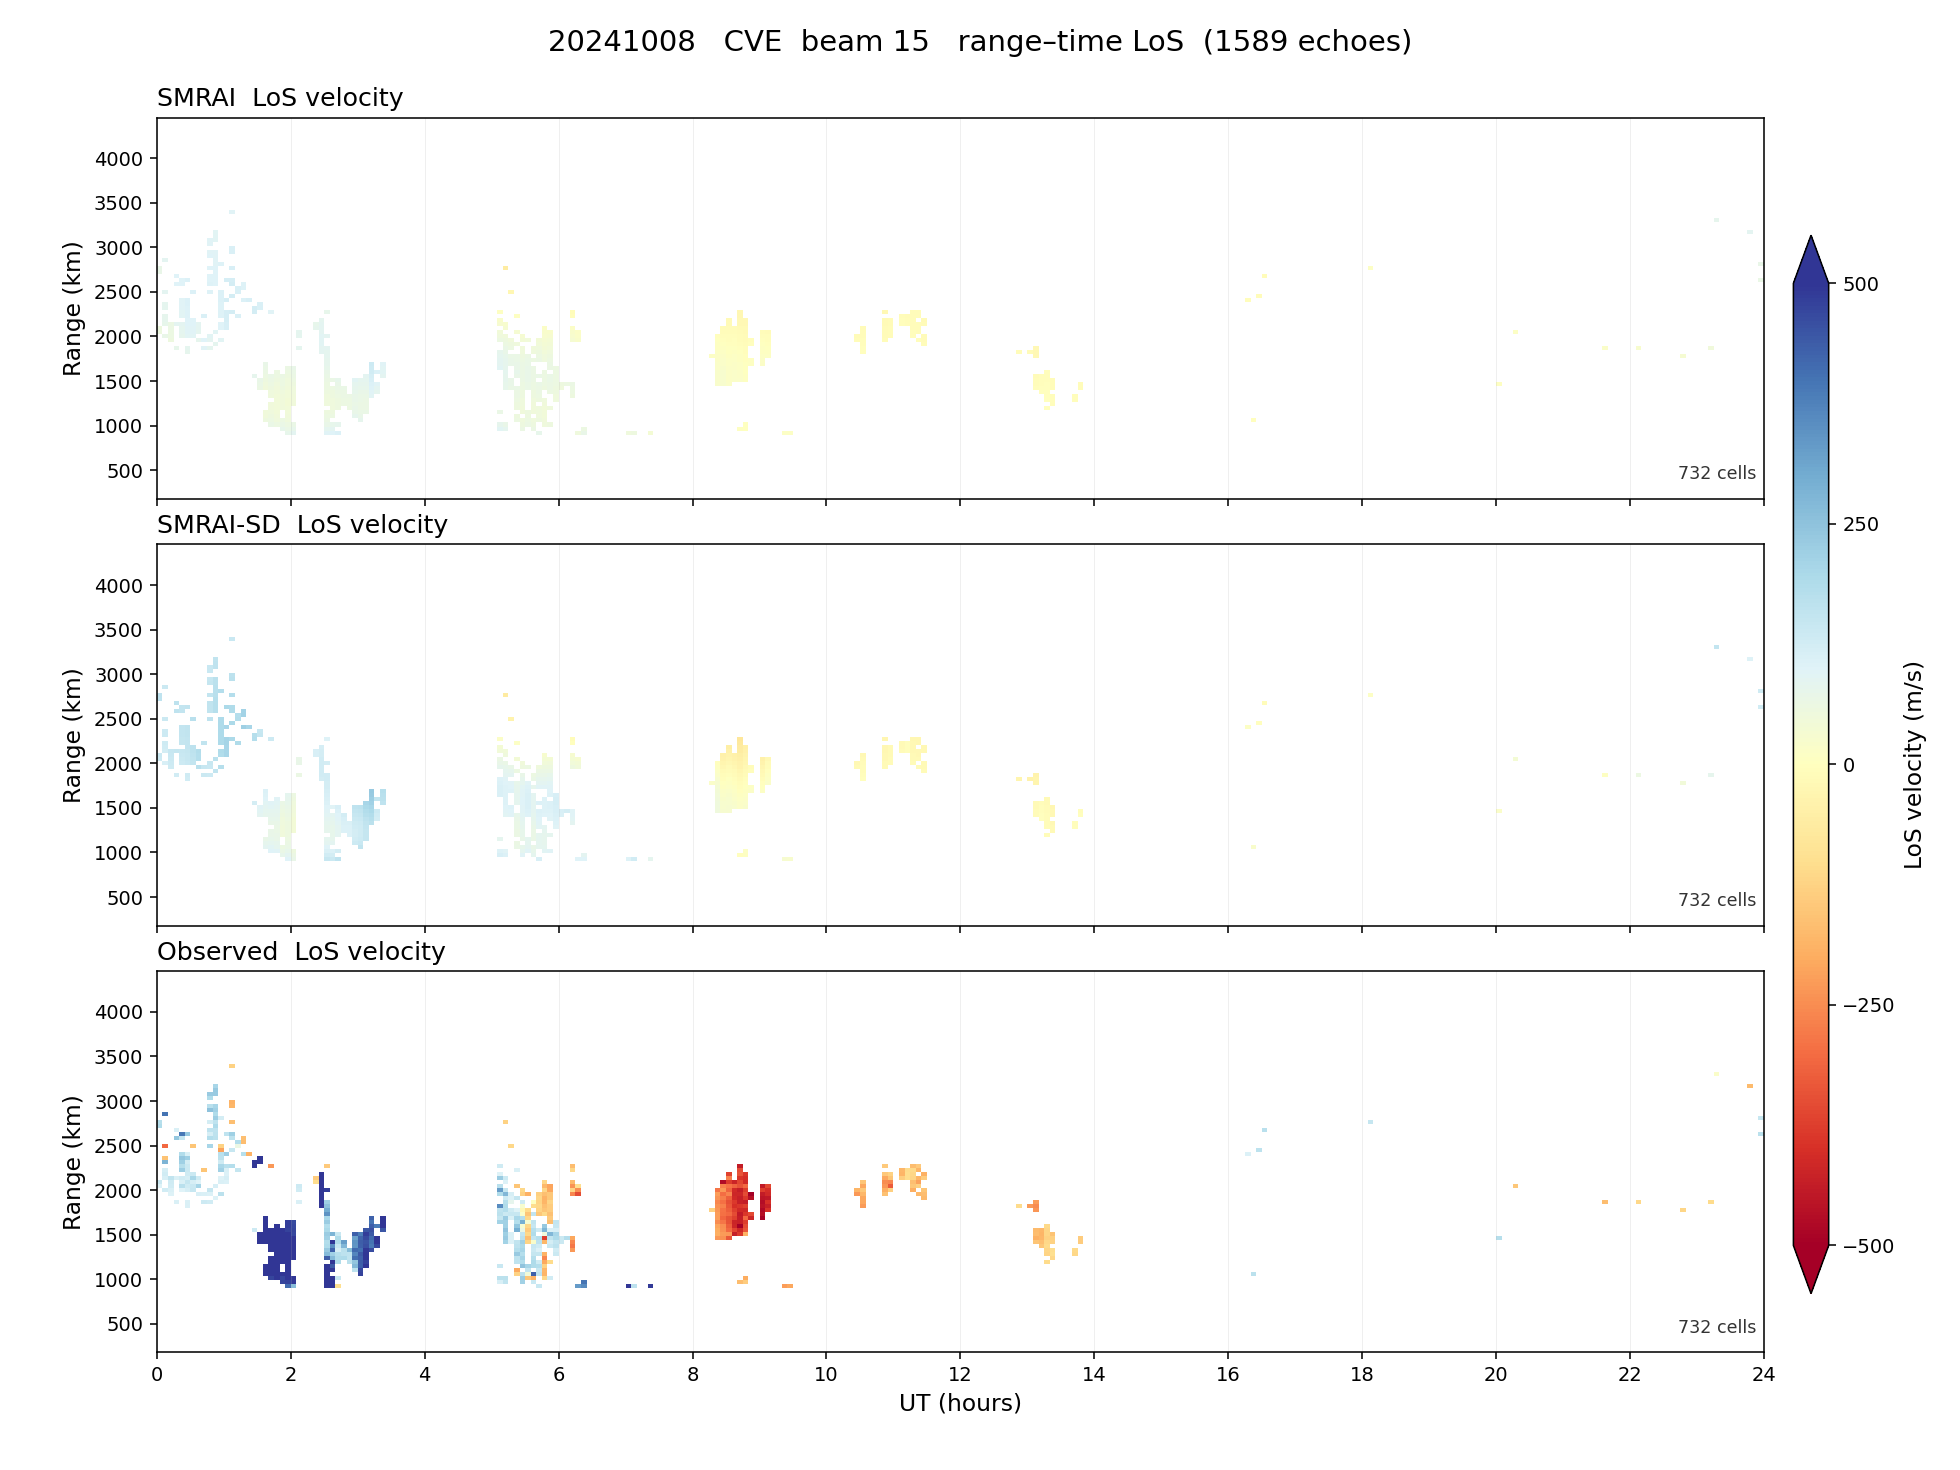 20241008   CVE  beam 15   range–time LoS  (1589 echoes)
SMRAI  LoS velocity
4000
3500
3000
2500
2000
1500
1000
500
Range (km)
732 cells
SMRAI-SD  LoS velocity
4000
3500
3000
2500
2000
1500
1000
500
Range (km)
732 cells
Observed  LoS velocity
4000
3500
3000
2500
2000
1500
1000
500
Range (km)
732 cells
0 2 4 6 8 10 12 14 16 18 20 22 24
UT (hours)
500
250
0
−250
−500
LoS velocity (m/s)